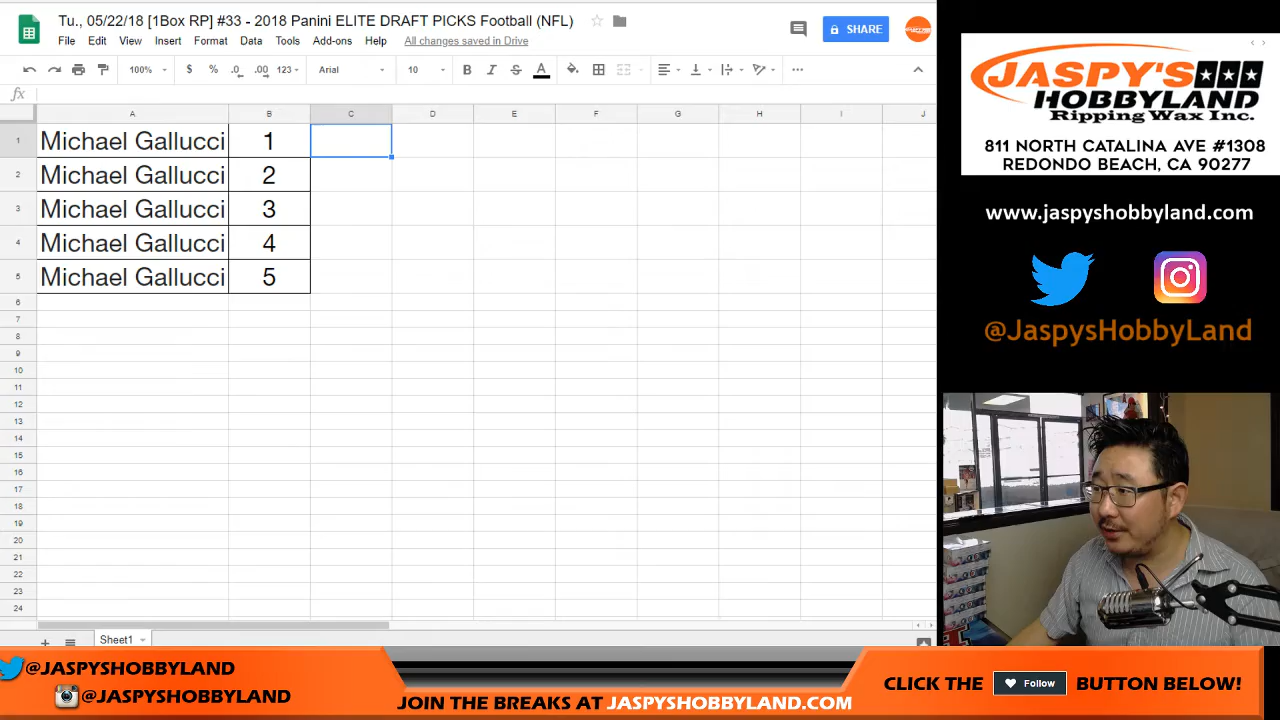 Tu., 05/22/18 [1Box RP] #33 - 2018 Panini ELITE DRAFT PICKS Football (NFL)
File Edit View Insert Format Data Tools Add-ons Help All changes saved in Drive
SHARE
100% $ % .0 .00 123 Arial 10 B I S A
fx
A B C D E F G H I J
1 Michael Gallucci 1
2 Michael Gallucci 2
3 Michael Gallucci 3
4 Michael Gallucci 4
5 Michael Gallucci 5
6
7
8
9
10
11
12
13
14
15
16
17
18
19
20
21
22
23
24
Sheet1
JASPY'S
HOBBYLAND
Ripping Wax Inc.
811 NORTH CATALINA AVE #1308
REDONDO BEACH, CA 90277
www.jaspyshobbyland.com
@JaspysHobbyLand
@JASPYSHOBBYLAND
@JASPYSHOBBYLAND
JOIN THE BREAKS AT JASPYSHOBBYLAND.COM
CLICK THE Follow BUTTON BELOW!